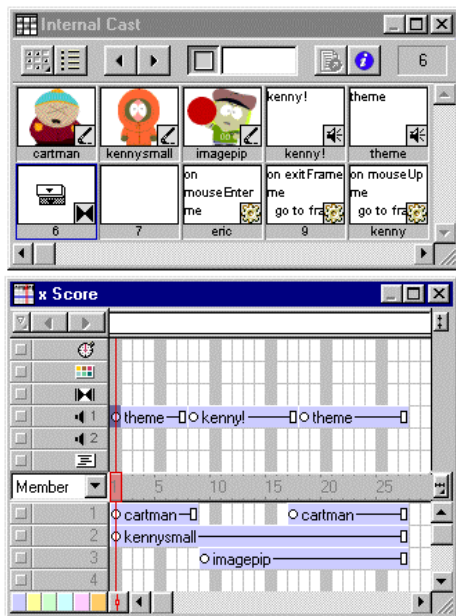 Internal Cast
6
kenny!
theme
cartman
kennysmall
imagepip
kenny!
theme
on
mouseEnter
me
on exitFrame
me
go to fra
on mouseUp
me
go to fra
6
7
eric
9
kenny
x Score
1
theme
kenny!
theme
2
Member
1
5
10
15
20
25
1
cartman
cartman
2
kennysmall
3
imagepip
4